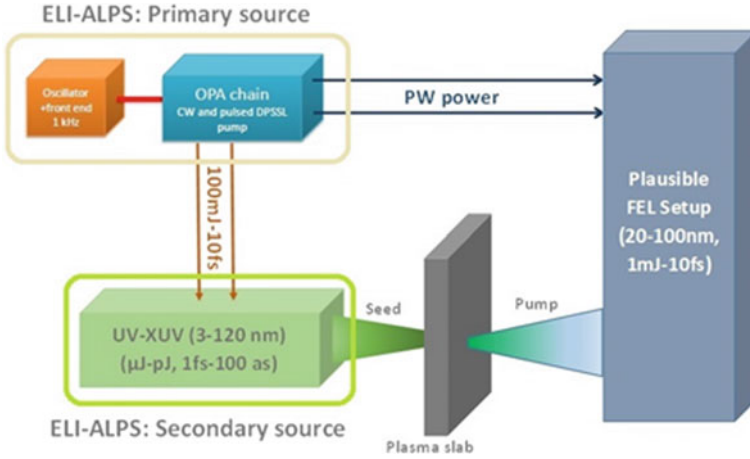 ELI-ALPS: Primary source
Oscillator
+front end
1 kHz
OPA chain
CW and pulsed DPSSL
pump
PW power
100mJ-10fs
Plausible
FEL Setup
(20-100nm,
1mJ-10fs)
UV-XUV (3-120 nm)
(μJ-pJ, 1fs-100 as)
Seed
Pump
ELI-ALPS: Secondary source
Plasma slab